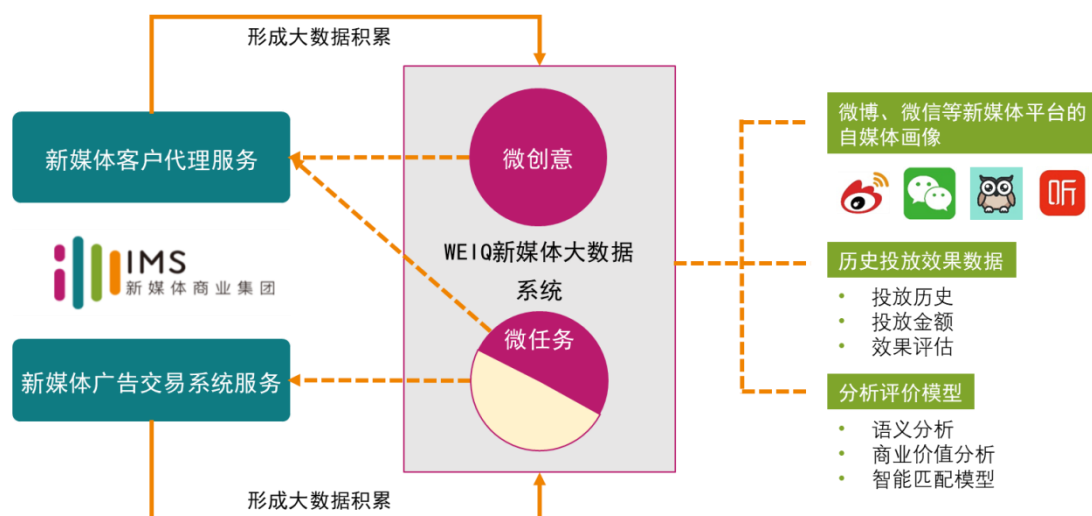 形成大数据积累
新媒体客户代理服务
IMS
新媒体商业集团
新媒体广告交易系统服务
形成大数据积累
微创意
WEIQ新媒体大数据
系统
微任务
微博、微信等新媒体平台的
自媒体画像
听
历史投放效果数据
• 投放历史
• 投放金额
• 效果评估
分析评价模型
• 语义分析
• 商业价值分析
• 智能匹配模型